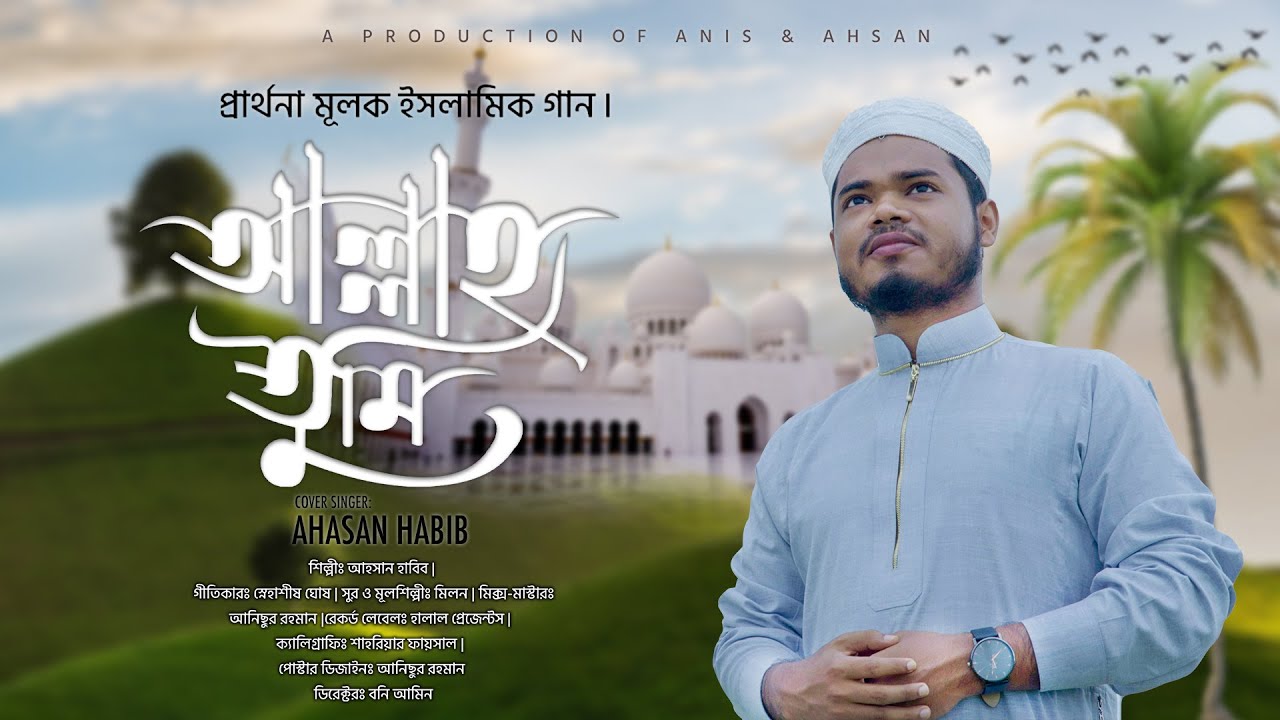 A PRODUCTION OF ANIS & AHSAN
প্রার্থনা মূলক ইসলামিক গান।
আল্লাহ
তুমি
COVER SINGER:
AHASAN HABIB
শিল্পীঃ আহসান হাবিব |
গীতিকারঃ স্নেহাশীষ ঘোষ | সুর ও মূলশিল্পীঃ মিলন | মিক্স-মাস্টারঃ
আনিছুর রহমান |রেকর্ড লেবেলঃ হালাল প্রেজেন্টস |
ক্যালিগ্রাফিঃ শাহরিয়ার ফায়সাল |
পোস্টার ডিজাইনঃ আনিছুর রহমান
ডিরেক্টরঃ বনি আমিন